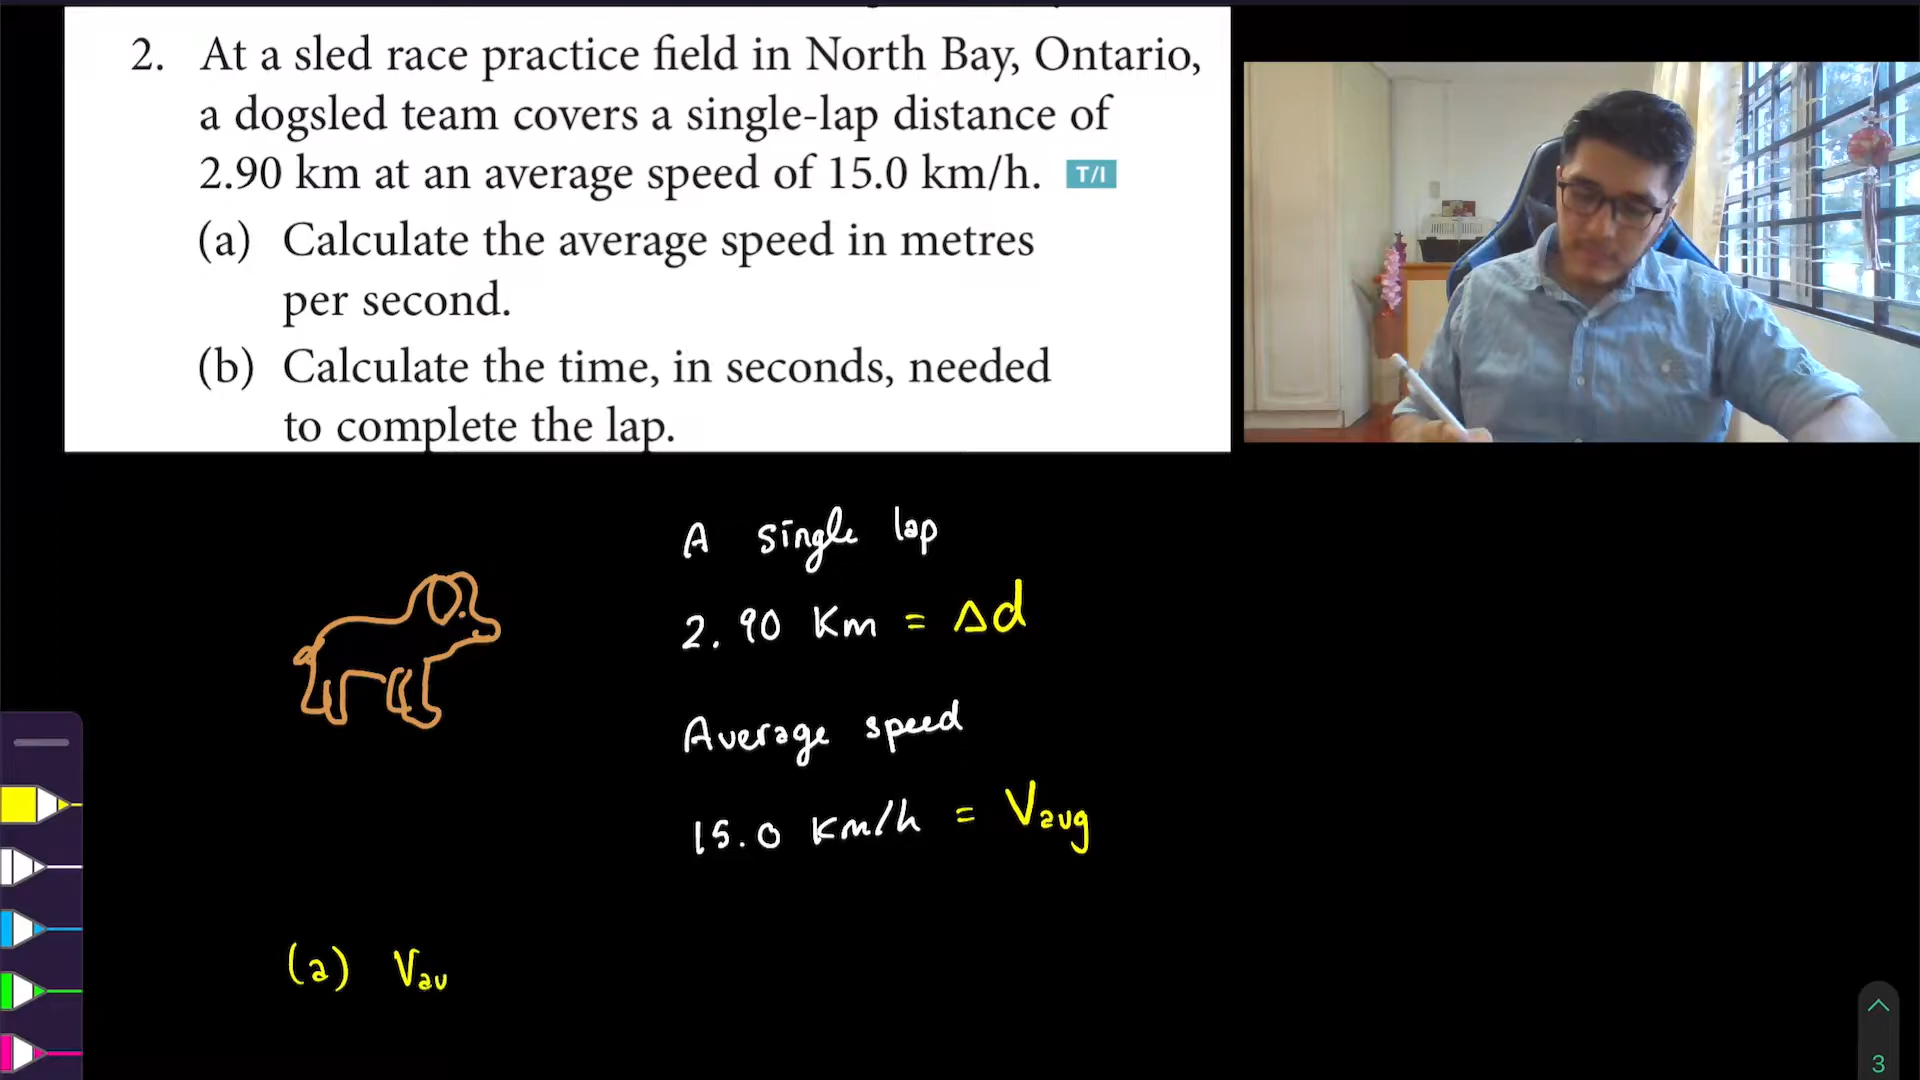 2. At a sled race practice field in North Bay, Ontario,
a dogsled team covers a single-lap distance of
2.90 km at an average speed of 15.0 km/h. T/I
(a) Calculate the average speed in metres
per second.
(b) Calculate the time, in seconds, needed
to complete the lap.
A single lap
2.90 Km = Δd
Average speed
15.0 Km/h = Vavg
(a) Vav
3